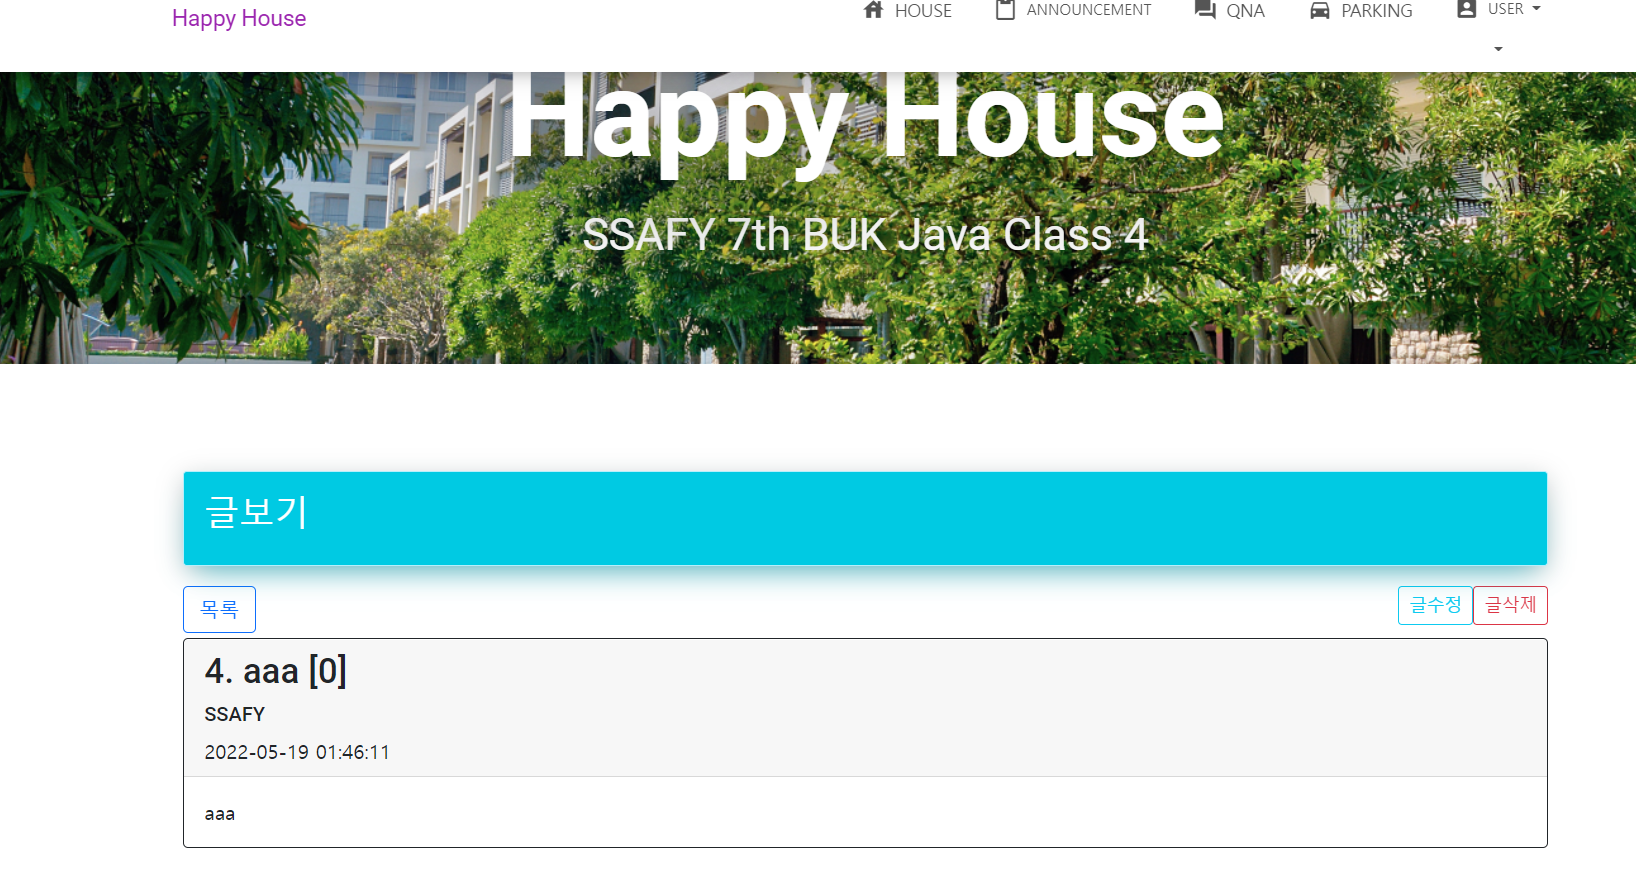 Happy House
HOUSE
ANNOUNCEMENT
QNA
PARKING
USER
Happy House
SSAFY 7th BUK Java Class 4
글보기
목록
글수정
글삭제
4. aaa [0]
SSAFY
2022-05-19 01:46:11
aaa